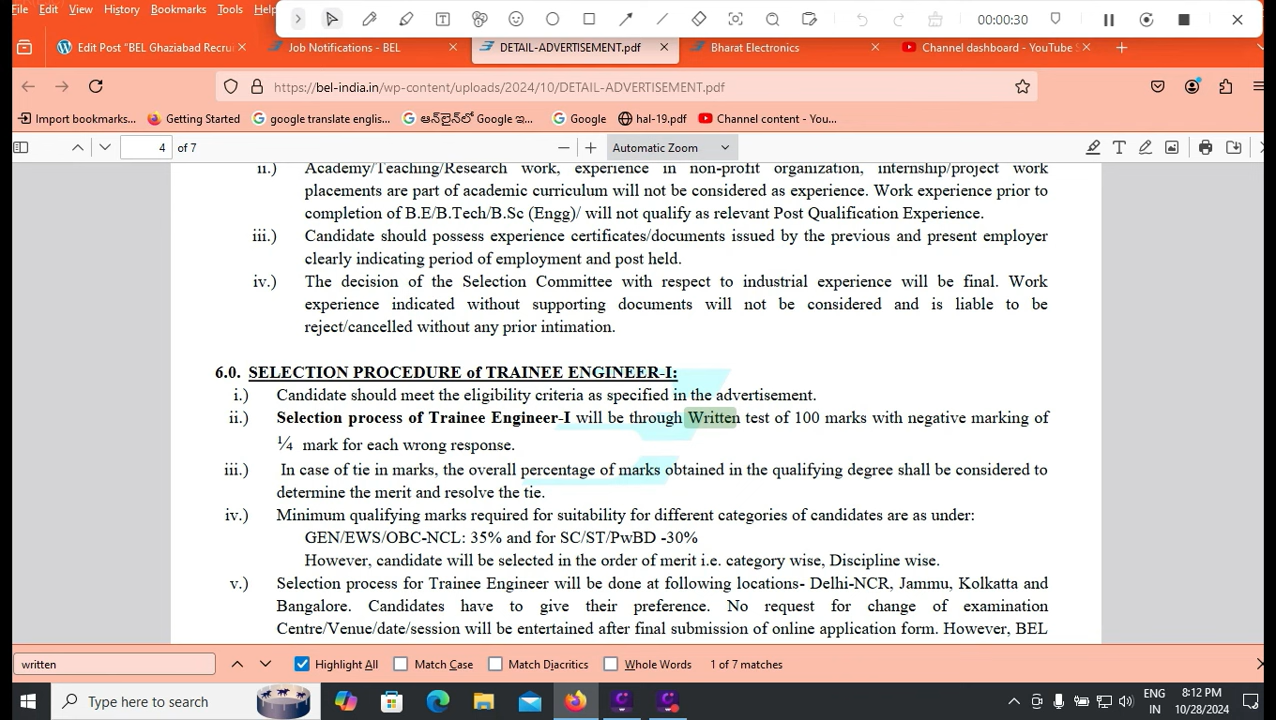 File Edit View History Bookmarks Tools He
00:00:30
Edit Post "BEL Ghaziabad Recru
Job Notifications - BEL
DETAIL-ADVERTISEMENT.pdf
Bharat Electronics
Channel dashboard - YouTube S
https://bel-india.in/wp-content/uploads/2024/10/DETAIL-ADVERTISEMENT.pdf
Import bookmarks... Getting Started google translate englis... ఆన్‌లైన్‌లో Google ఇ... Google hal-19.pdf Channel content - You...
4 of 7 Automatic Zoom
ii.) Academy/Teaching/Research work, experience in non-profit organization, internship/project work
placements are part of academic curriculum will not be considered as experience. Work experience prior to
completion of B.E/B.Tech/B.Sc (Engg)/ will not qualify as relevant Post Qualification Experience.
iii.) Candidate should possess experience certificates/documents issued by the previous and present employer
clearly indicating period of employment and post held.
iv.) The decision of the Selection Committee with respect to industrial experience will be final. Work
experience indicated without supporting documents will not be considered and is liable to be
reject/cancelled without any prior intimation.
6.0. SELECTION PROCEDURE of TRAINEE ENGINEER-I:
i.) Candidate should meet the eligibility criteria as specified in the advertisement.
ii.) Selection process of Trainee Engineer-I will be through Written test of 100 marks with negative marking of
¼ mark for each wrong response.
iii.) In case of tie in marks, the overall percentage of marks obtained in the qualifying degree shall be considered to
determine the merit and resolve the tie.
iv.) Minimum qualifying marks required for suitability for different categories of candidates are as under:
GEN/EWS/OBC-NCL: 35% and for SC/ST/PwBD -30%
However, candidate will be selected in the order of merit i.e. category wise, Discipline wise.
v.) Selection process for Trainee Engineer will be done at following locations- Delhi-NCR, Jammu, Kolkatta and
Bangalore. Candidates have to give their preference. No request for change of examination
Centre/Venue/date/session will be entertained after final submission of online application form. However, BEL
written Highlight All Match Case Match Diacritics Whole Words 1 of 7 matches
Type here to search
ENG
IN
8:12 PM
10/28/2024